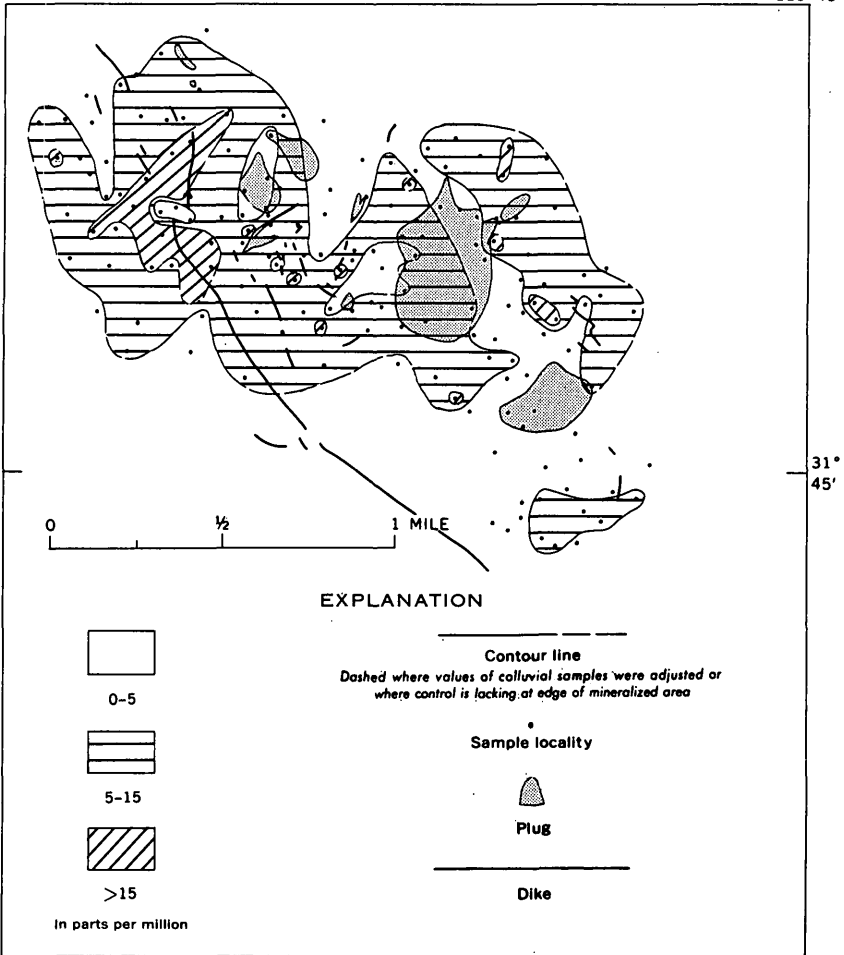 31°
45'
0 ½ 1 MILE
EXPLANATION
0-5
5-15
>15
In parts per million
Contour line
Dashed where values of colluvial samples were adjusted or
where control is lacking at edge of mineralized area
Sample locality
Plug
Dike